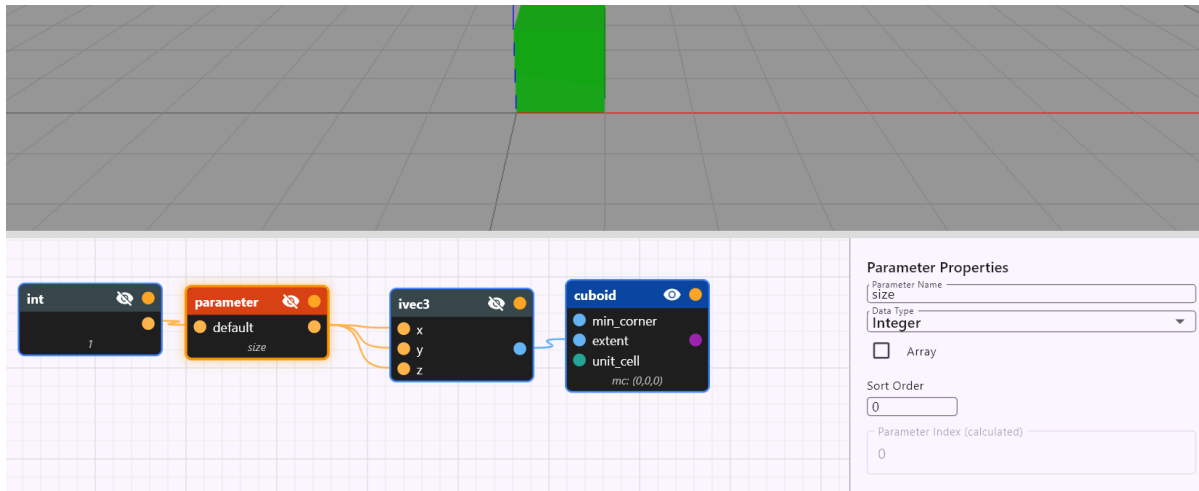 int
1
parameter
default
size
ivec3
x
y
z
cuboid
min_corner
extent
unit_cell
mc: (0,0,0)
Parameter Properties
Parameter Name
size
Data Type
Integer
Array
Sort Order
0
Parameter Index (calculated)
0